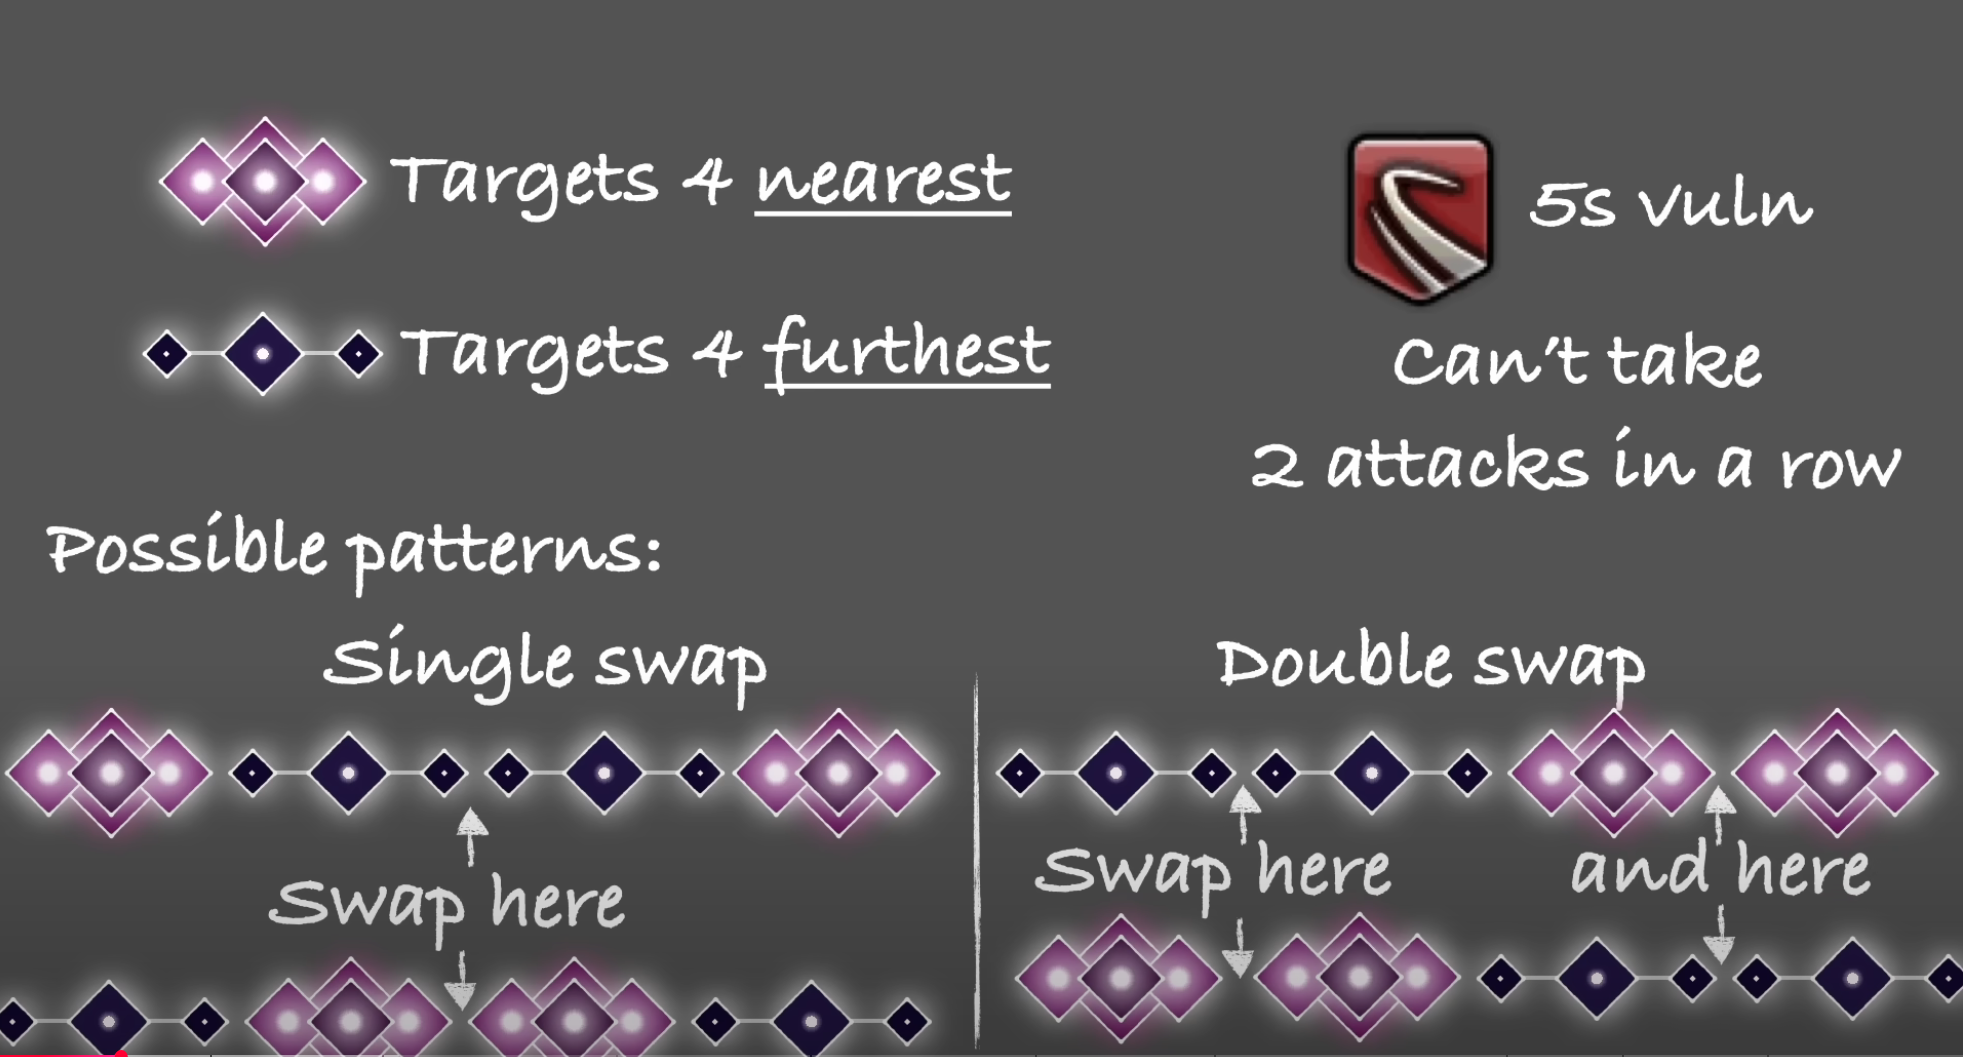 Targets 4 nearest
Targets 4 furthest
5s vuln
Can't take
2 attacks in a row
Possible patterns:
Single swap
Swap here
Double swap
Swap here
and here